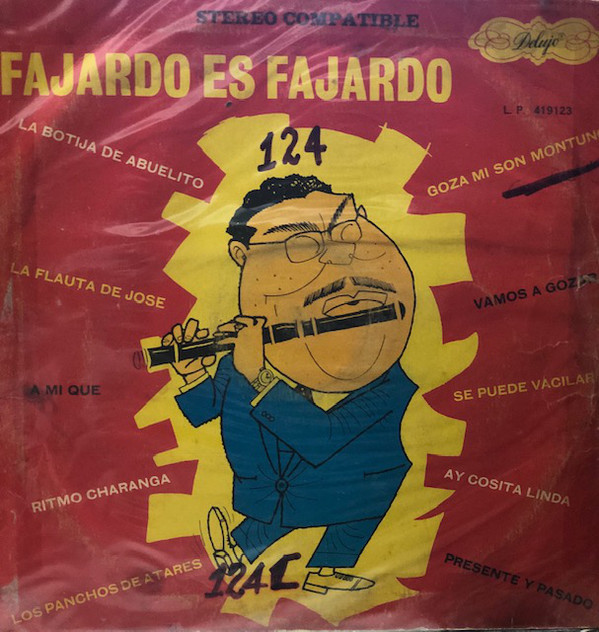 STEREO COMPATIBLE
Delujo
FAJARDO ES FAJARDO
L. P. 419123
124
LA BOTIJA DE ABUELITO
GOZA MI SON MONTUNO
LA FLAUTA DE JOSE
VAMOS A GOZAR
A MI QUE
SE PUEDE VACILAR
RITMO CHARANGA
AY COSITA LINDA
LOS PANCHOS DE ATARES
PRESENTE Y PASADO
124